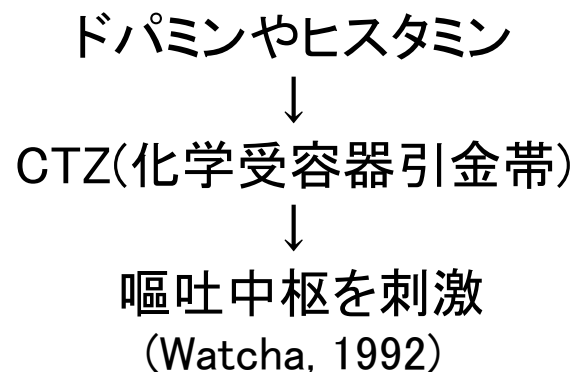 ドパミンやヒスタミン
↓
CTZ(化学受容器引金帯)
↓
嘔吐中枢を刺激
(Watcha, 1992)